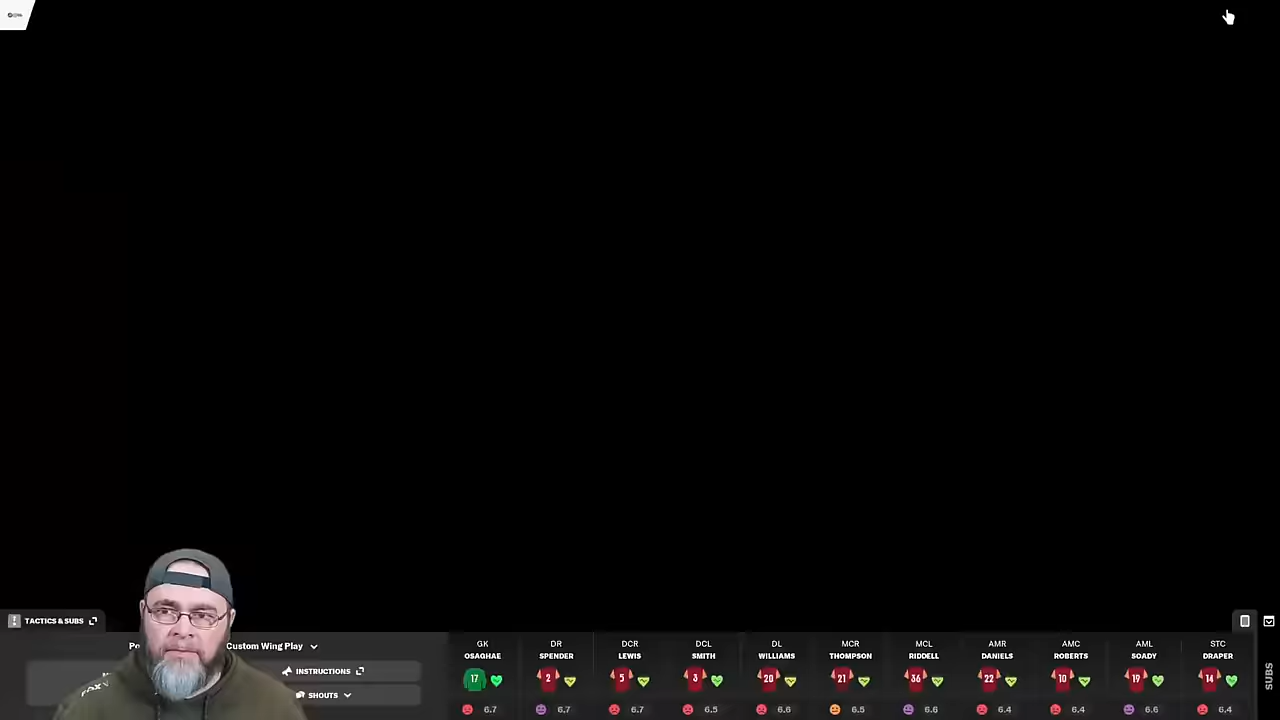 TACTICS & SUBS
Custom Wing Play
INSTRUCTIONS
SHOUTS
GK DR DCR DCL DL MCR MCL AMR AMC AML STC
OSAGHAE SPENDER LEWIS SMITH WILLIAMS THOMPSON RIDDELL DANIELS ROBERTS SOADY DRAPER
17 2 5 3 20 21 36 22 10 19 14
6.7 6.7 6.7 6.5 6.6 6.5 6.6 6.4 6.4 6.6 6.4
SUBS